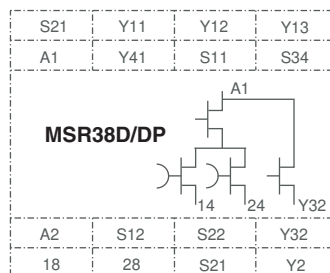 S21 Y11 Y12 Y13
A1 Y41 S11 S34
A1
MSR38D/DP
14 24 Y32
A2 S12 S22 Y32
18 28 S21 Y2